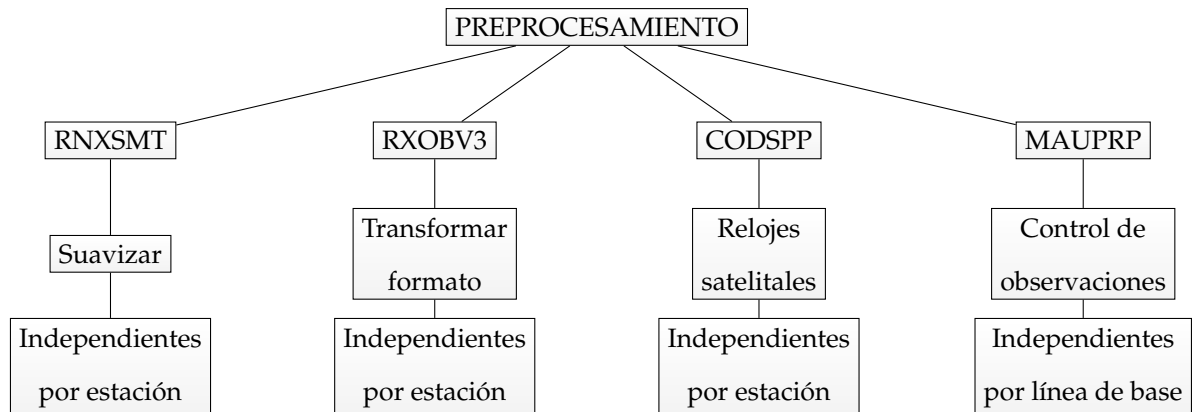 PREPROCESAMIENTO
RNXSMT
RXOBV3
CODSPP
MAUPRP
Suavizar
Transformar
formato
Relojes
satelitales
Control de
observaciones
Independientes
por estación
Independientes
por estación
Independientes
por estación
Independientes
por línea de base